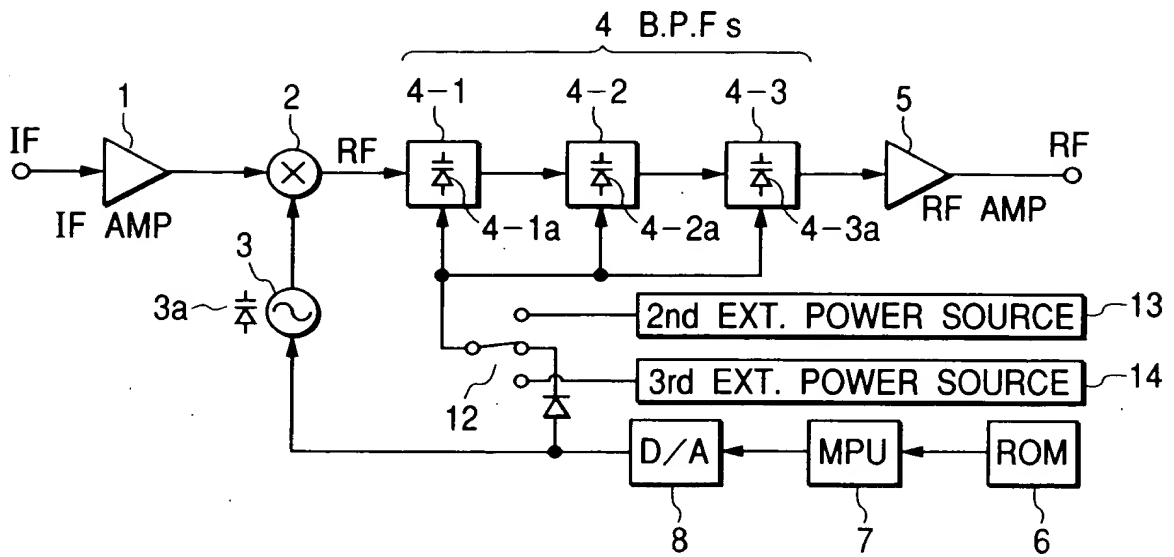 4 B.P.Fs
4-1
4-2
4-3
1
2
5
IF
RF
RF
IF AMP
4-1a
4-2a
4-3a
RF AMP
3
3a
2nd EXT. POWER SOURCE
13
12
3rd EXT. POWER SOURCE
14
D/A
MPU
ROM
8
7
6